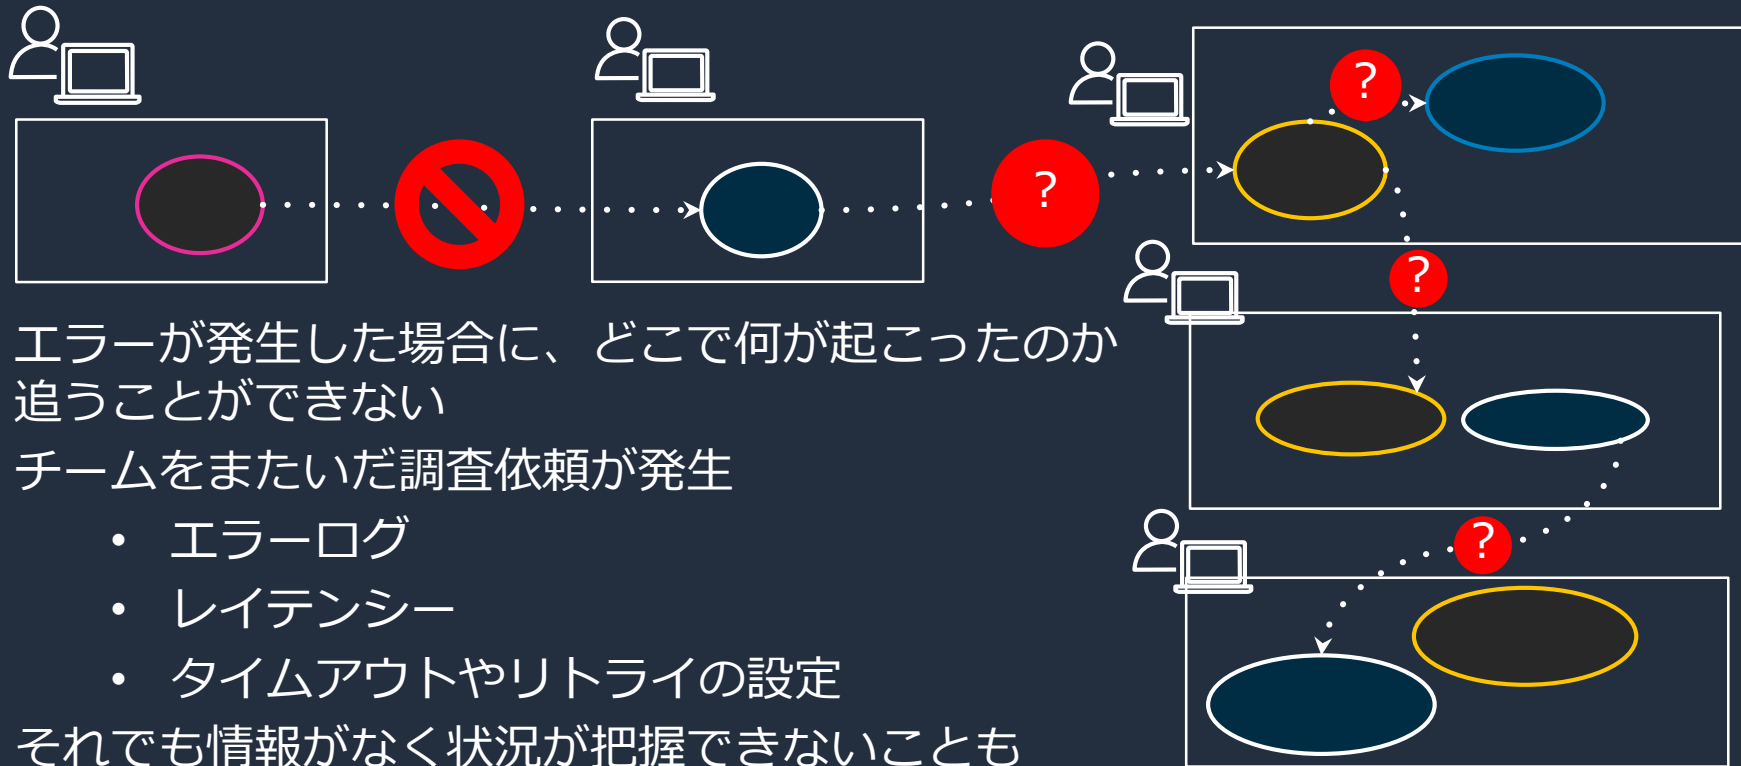 ?
?
?
?
エラーが発生した場合に、どこで何が起こったのか
追うことができない
チームをまたいだ調査依頼が発生
• エラーログ
• レイテンシー
• タイムアウトやリトライの設定
それでも情報がなく状況が把握できないことも